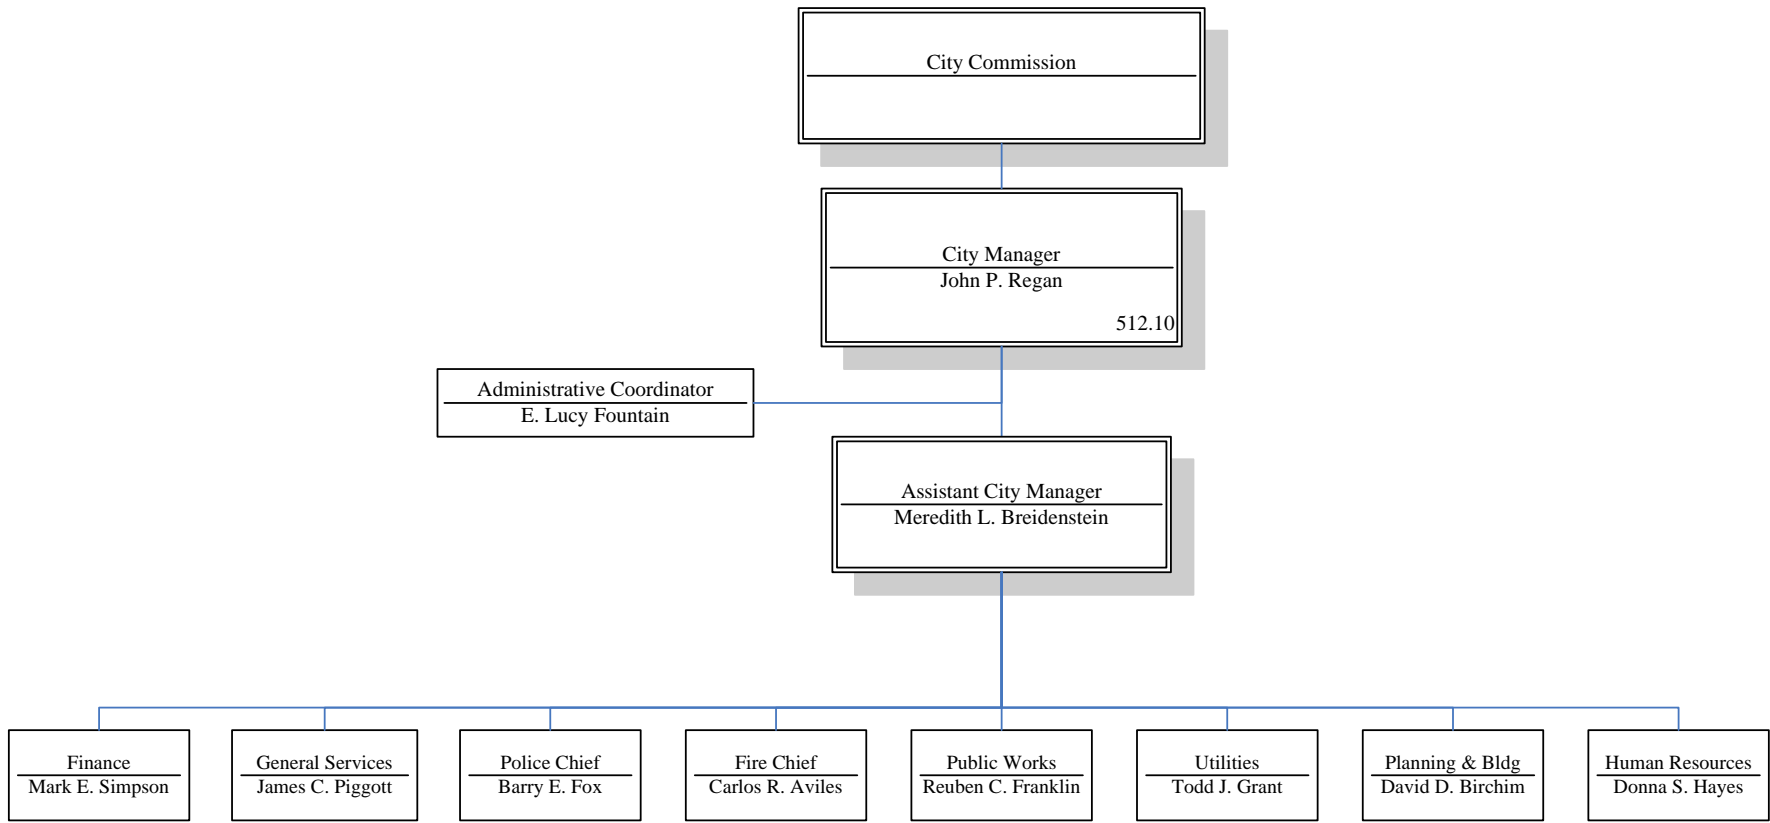 City Commission
City Manager
John P. Regan
512.10
Administrative Coordinator
E. Lucy Fountain
Assistant City Manager
Meredith L. Breidenstein
Finance
Mark E. Simpson
General Services
James C. Piggott
Police Chief
Barry E. Fox
Fire Chief
Carlos R. Aviles
Public Works
Reuben C. Franklin
Utilities
Todd J. Grant
Planning & Bldg
David D. Birchim
Human Resources
Donna S. Hayes